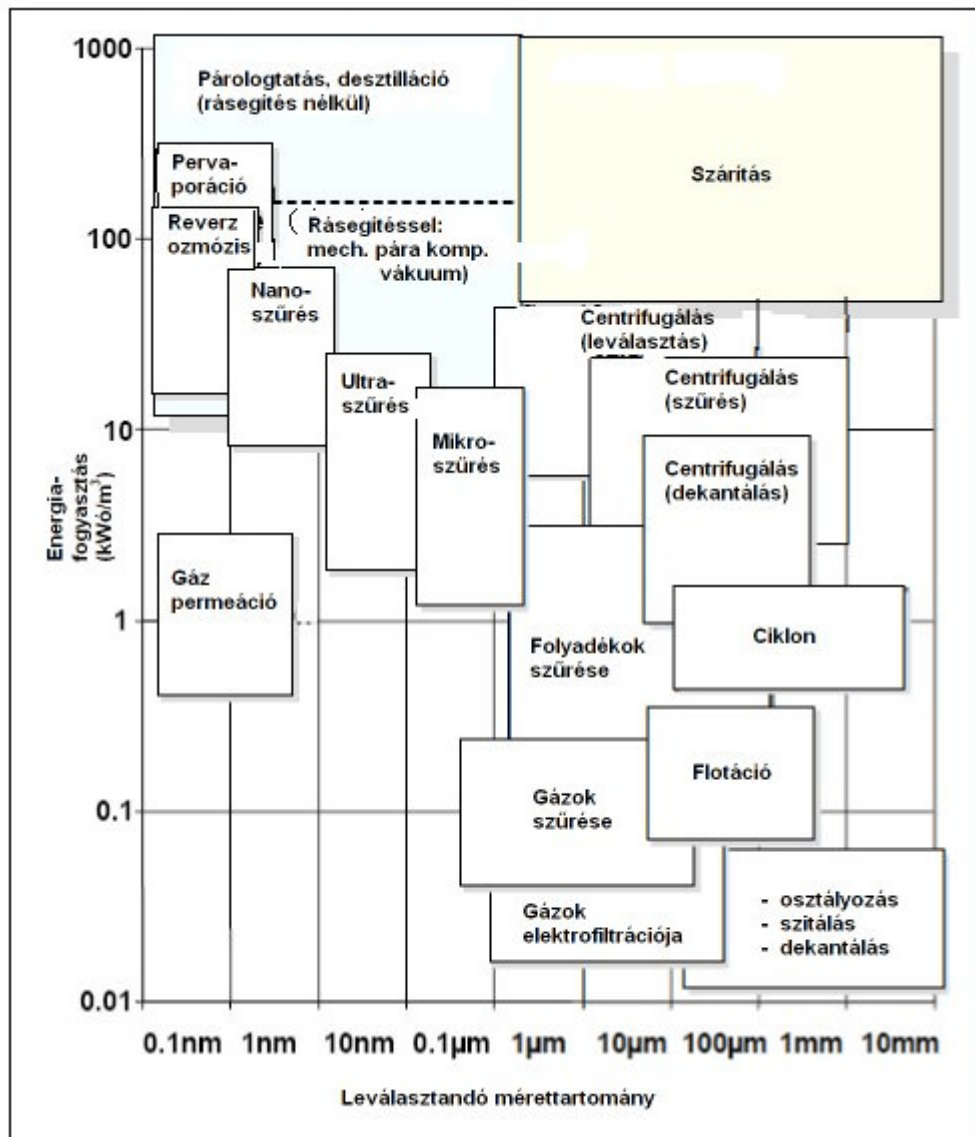 1000
100
10
1
0.1
0.01
Energia-
fogyasztás
(kWó/m³)
Párologtatás, desztilláció
(rásegités nélkül)
Szárítás
Perva-
poráció
Reverz
ozmózis
(Rásegitéssel:
mech. pára komp.
vákuum)
Nano-
szűrés
Centrifugálás
(leválasztás)
Ultra-
szűrés
Centrifugálás
(szűrés)
Mikro-
szűrés
Centrifugálás
(dekantálás)
Gáz
permeáció
Folyadékok
szűrése
Ciklon
Flotáció
Gázok
szűrése
Gázok
elektrofiltrációja
- osztályozás
- szitálás
- dekantálás
0.1nm 1nm 10nm 0.1µm 1µm 10µm 100µm 1mm 10mm
Leválasztandó mérettartomány